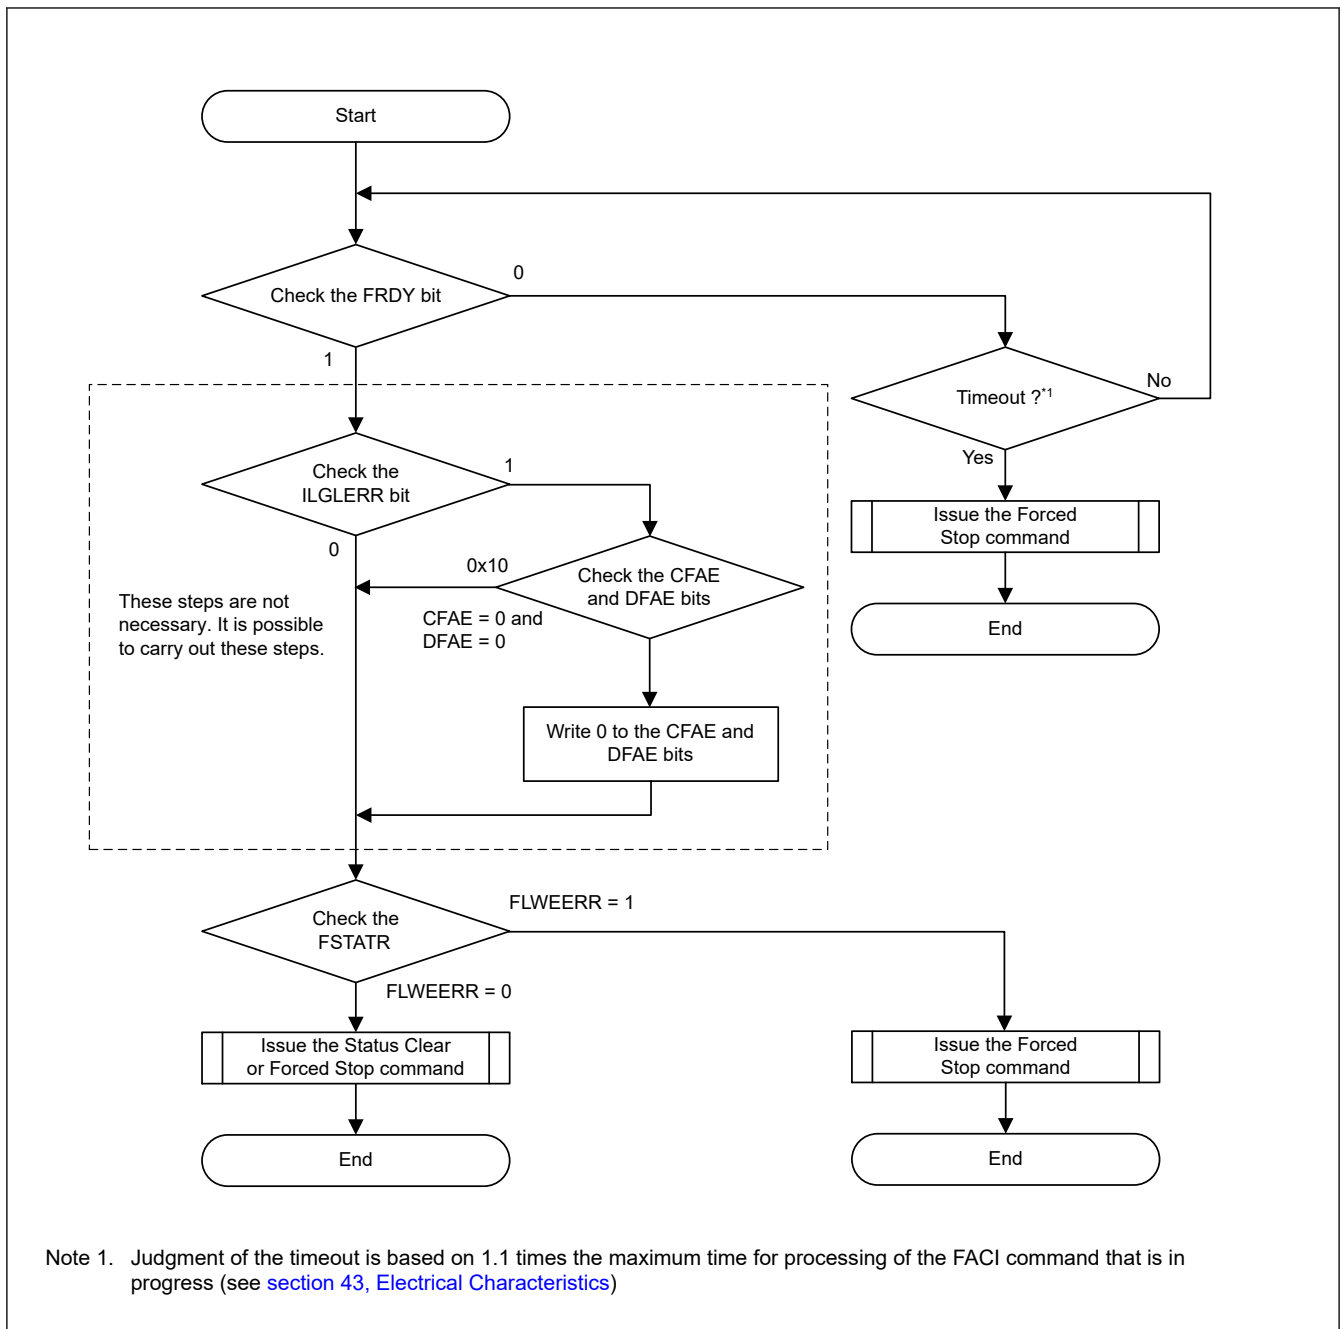 Start
Check the FRDY bit
0
1
Timeout ?*1
No
Yes
Issue the Forced
Stop command
End
Check the
ILGLERR bit
1
0
Check the CFAE
and DFAE bits
0x10
CFAE = 0 and
DFAE = 0
These steps are not
necessary. It is possible
to carry out these steps.
Write 0 to the CFAE and
DFAE bits
Check the
FSTATR
FLWEERR = 1
FLWEERR = 0
Issue the Status Clear
or Forced Stop command
End
Issue the Forced
Stop command
End
Note 1. Judgment of the timeout is based on 1.1 times the maximum time for processing of the FACI command that is in
progress (see section 43, Electrical Characteristics)